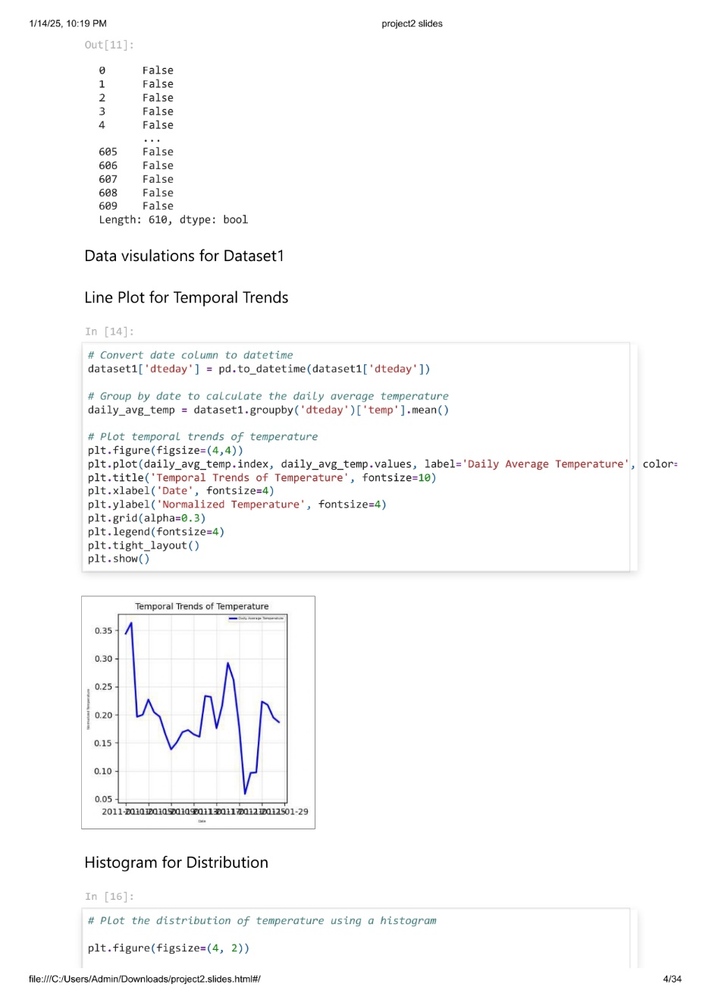 1/14/25, 10:19 PM project2 slides
Out[11]:
0 False
1 False
2 False
3 False
4 False
...
605 False
606 False
607 False
608 False
609 False
Length: 610, dtype: bool
Data visulations for Dataset1
Line Plot for Temporal Trends
In [14]:
# Convert date column to datetime
dataset1['dteday'] = pd.to_datetime(dataset1['dteday'])
# Group by date to calculate the daily average temperature
daily_avg_temp = dataset1.groupby('dteday')['temp'].mean()
# Plot temporal trends of temperature
plt.figure(figsize=(4,4))
plt.plot(daily_avg_temp.index, daily_avg_temp.values, label='Daily Average Temperature', color=
plt.title('Temporal Trends of Temperature', fontsize=10)
plt.xlabel('Date', fontsize=4)
plt.ylabel('Normalized Temperature', fontsize=4)
plt.grid(alpha=0.3)
plt.legend(fontsize=4)
plt.tight_layout()
plt.show()
Temporal Trends of Temperature
Daily Average Temperature
0.35
0.30
0.25
0.20
0.15
0.10
0.05
Normalized Temperature
Date
Histogram for Distribution
In [16]:
# Plot the distribution of temperature using a histogram
plt.figure(figsize=(4, 2))
file:///C:/Users/Admin/Downloads/project2.slides.html#/ 4/34